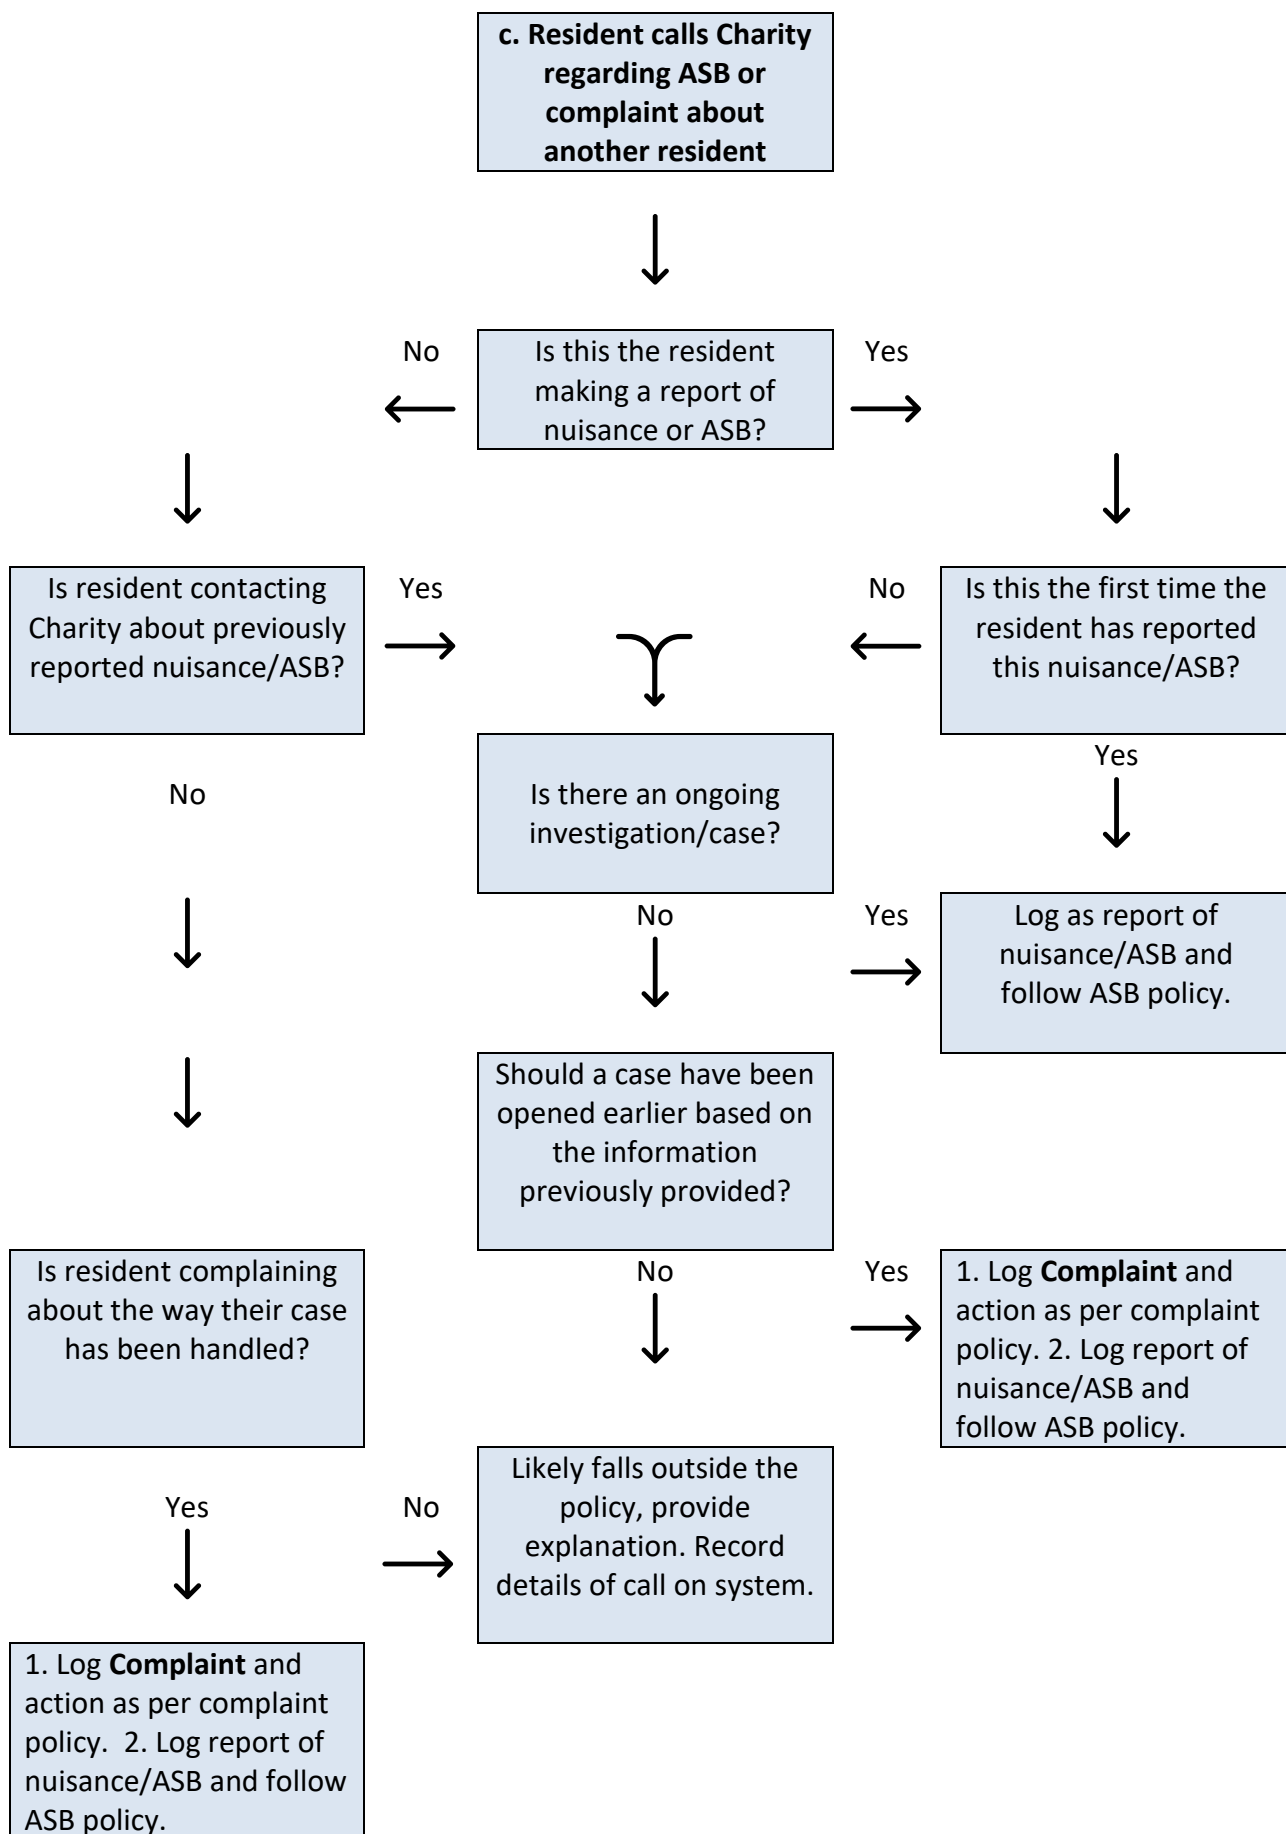 c. Resident calls Charity
regarding ASB or
complaint about
another resident
No
Is this the resident
making a report of
nuisance or ASB?
Yes
Is resident contacting
Charity about previously
reported nuisance/ASB?
Yes
No
Is this the first time the
resident has reported
this nuisance/ASB?
No
Is there an ongoing
investigation/case?
Yes
No
Yes
Log as report of
nuisance/ASB and
follow ASB policy.
Should a case have been
opened earlier based on
the information
previously provided?
Is resident complaining
about the way their case
has been handled?
No
Yes
1. Log Complaint and
action as per complaint
policy. 2. Log report of
nuisance/ASB and
follow ASB policy.
Yes
No
Likely falls outside the
policy, provide
explanation. Record
details of call on system.
1. Log Complaint and
action as per complaint
policy.  2. Log report of
nuisance/ASB and follow
ASB policy.